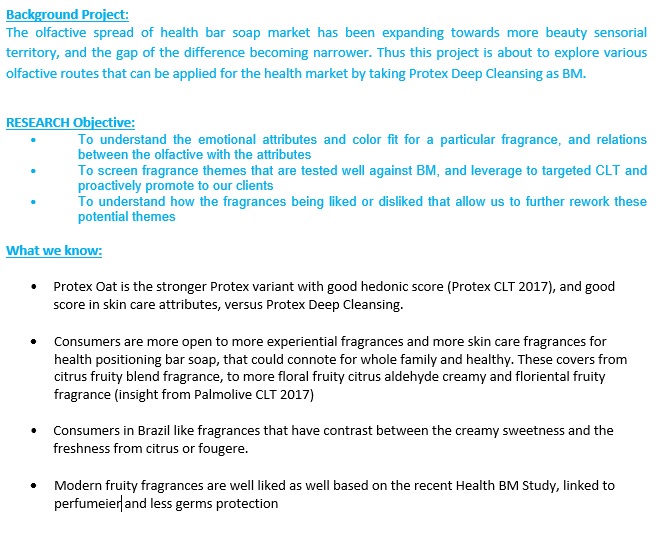 Background Project:
The olfactive spread of health bar soap market has been expanding towards more beauty sensorial
territory, and the gap of the difference becoming narrower. Thus this project is about to explore various
olfactive routes that can be applied for the health market by taking Protex Deep Cleansing as BM.
RESEARCH Objective:
• To understand the emotional attributes and color fit for a particular fragrance, and relations
between the olfactive with the attributes
• To screen fragrance themes that are tested well against BM, and leverage to targeted CLT and
proactively promote to our clients
• To understand how the fragrances being liked or disliked that allow us to further rework these
potential themes
What we know:
• Protex Oat is the stronger Protex variant with good hedonic score (Protex CLT 2017), and good
score in skin care attributes, versus Protex Deep Cleansing.
• Consumers are more open to more experiential fragrances and more skin care fragrances for
health positioning bar soap, that could connote for whole family and healthy. These covers from
citrus fruity blend fragrance, to more floral fruity citrus aldehyde creamy and floriental fruity
fragrance (insight from Palmolive CLT 2017)
• Consumers in Brazil like fragrances that have contrast between the creamy sweetness and the
freshness from citrus or fougere.
• Modern fruity fragrances are well liked as well based on the recent Health BM Study, linked to
perfumeier and less germs protection